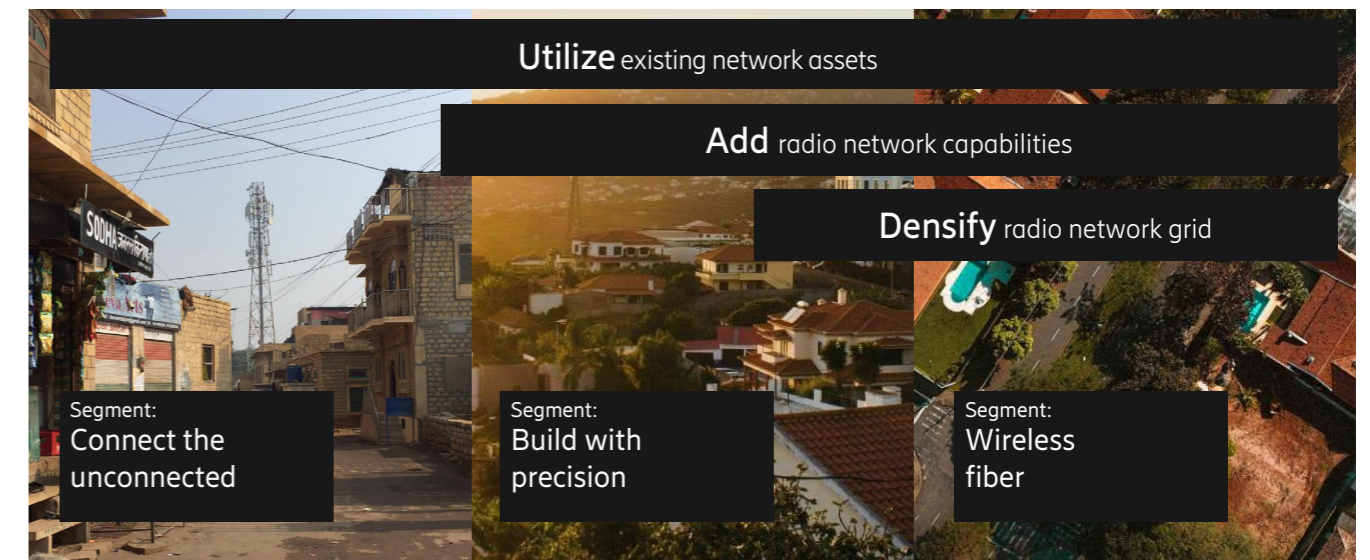 Utilize existing network assets
Add radio network capabilities
Densify radio network grid
SODHA
Segment:
Connect the
unconnected
Segment:
Build with
precision
Segment:
Wireless
fiber